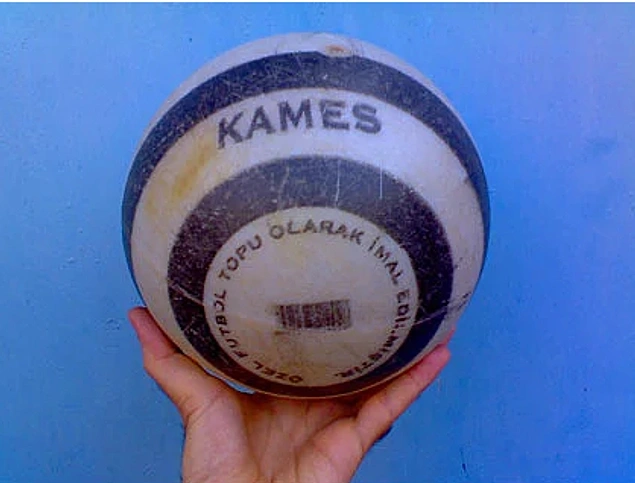 KAMES
ÖZEL FUTBOL TOPU OLARAK İMAL EDİLMİŞTİR.